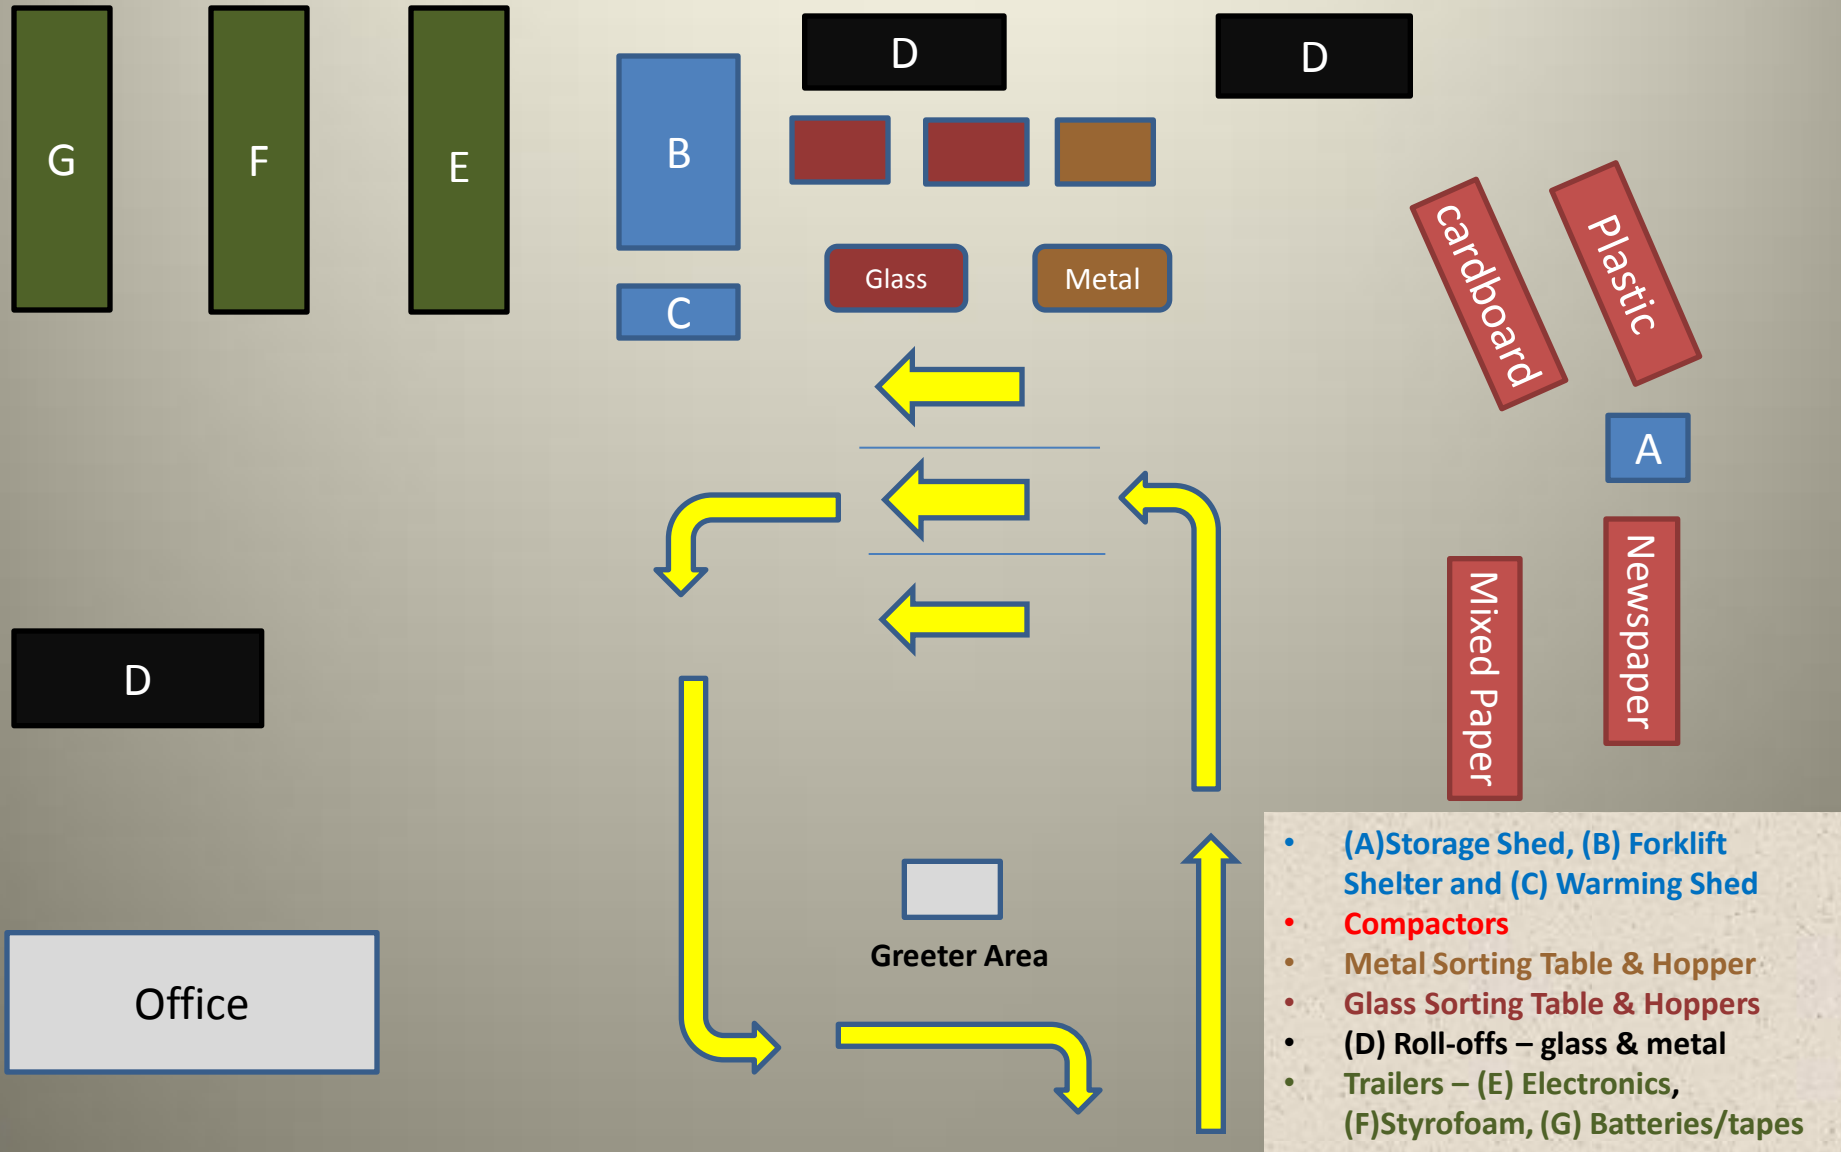 D
D
G
F
E
B
Glass
Metal
C
cardboard
Plastic
A
Newspaper
Mixed Paper
D
Greeter Area
Office
• (A)Storage Shed, (B) Forklift
Shelter and (C) Warming Shed
• Compactors
• Metal Sorting Table & Hopper
• Glass Sorting Table & Hoppers
• (D) Roll-offs – glass & metal
• Trailers – (E) Electronics,
(F)Styrofoam, (G) Batteries/tapes